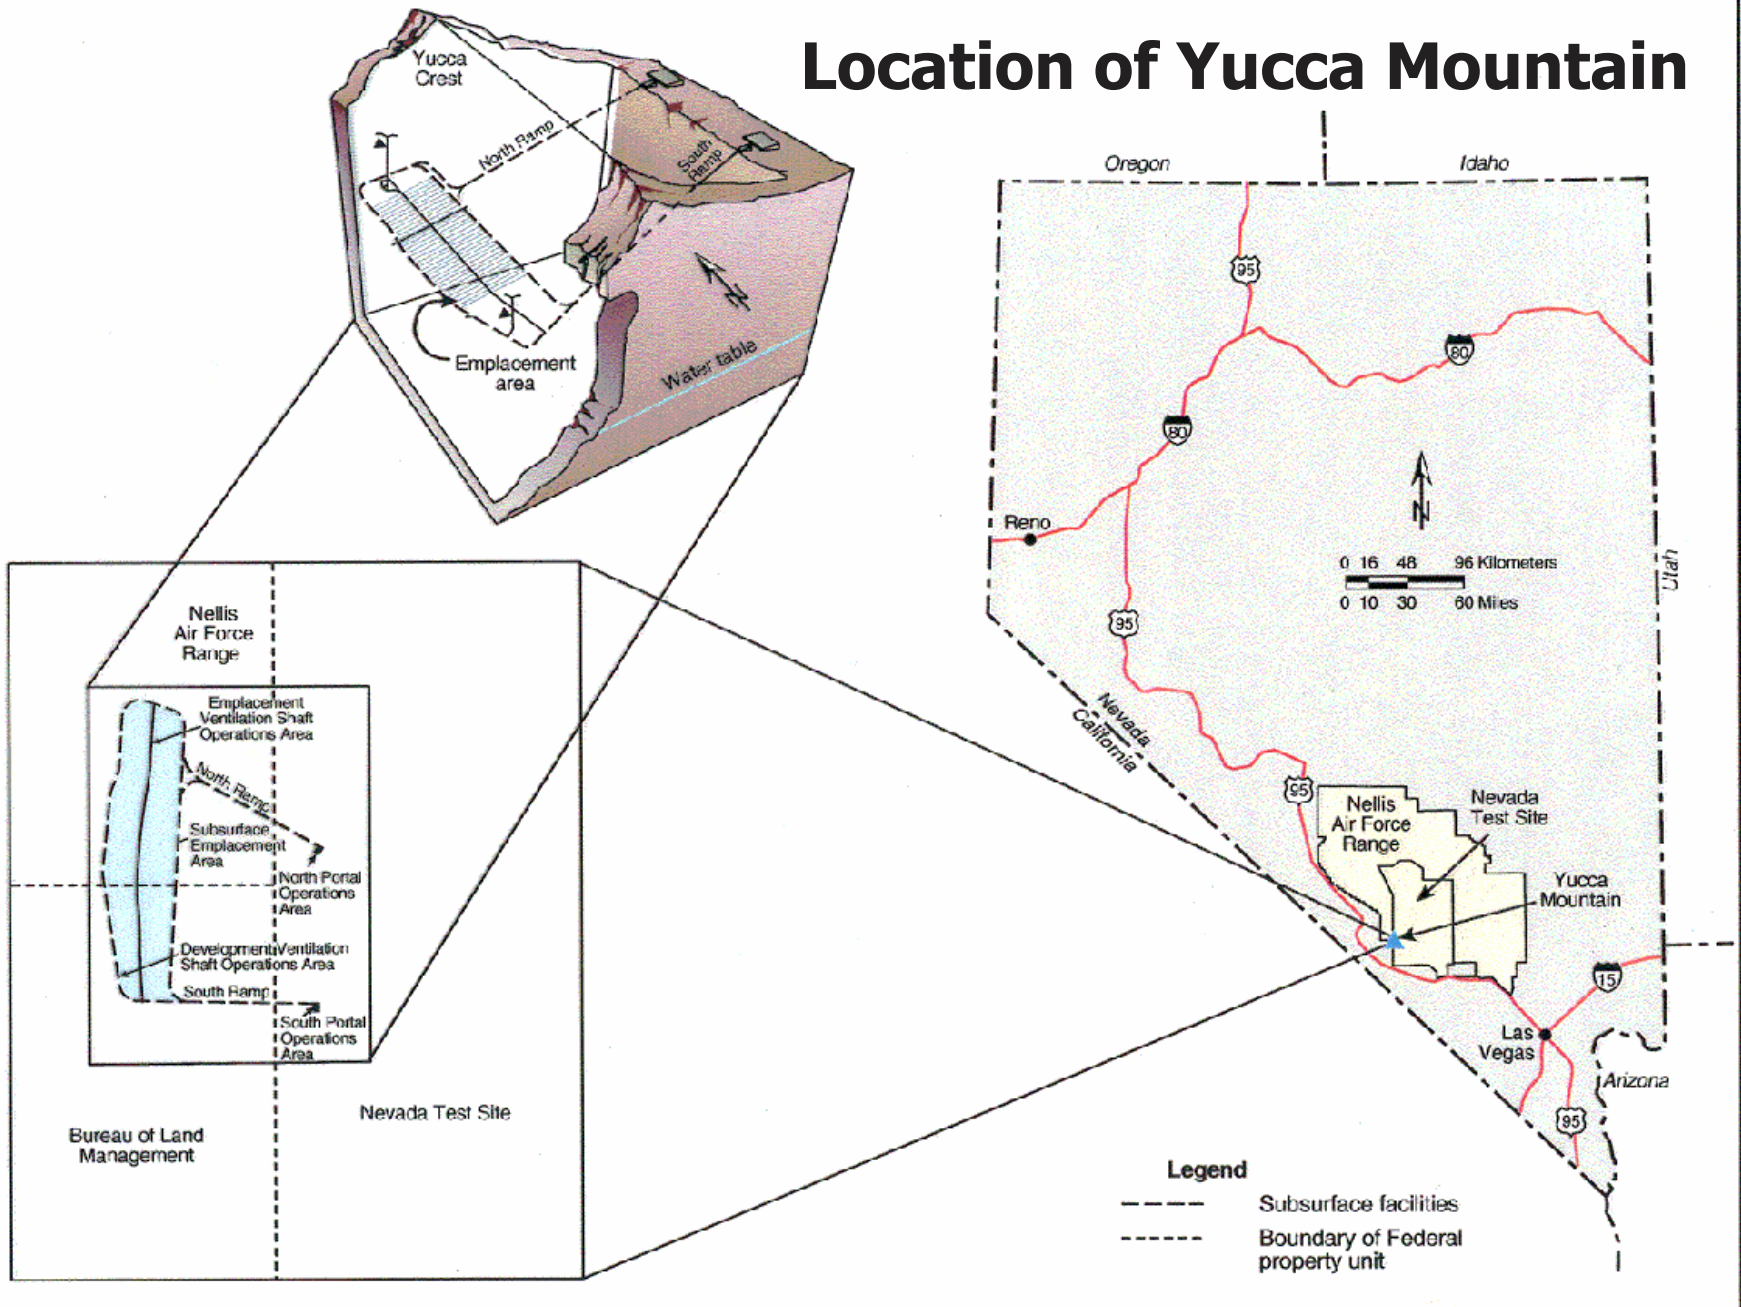 Location of Yucca Mountain
Yucca
Crest
North Ramp
South
Ramp
N
Emplacement
area
Water table
Nellis
Air Force
Range
Emplacement
Ventilation Shaft
Operations Area
North Ramp
Subsurface
Emplacement
Area
North Portal
Operations
Area
Development Ventilation
Shaft Operations Area
South Ramp
South Portal
Operations
Area
Nevada Test Site
Bureau of Land
Management
Oregon
Idaho
95
80
80
Reno
N
0 16 48 96 Kilometers
0 10 30 60 Miles
Utah
95
Nevada
California
95
Nellis
Air Force
Range
Nevada
Test Site
Yucca
Mountain
15
Las
Vegas
Arizona
95
Legend
Subsurface facilities
Boundary of Federal
property unit